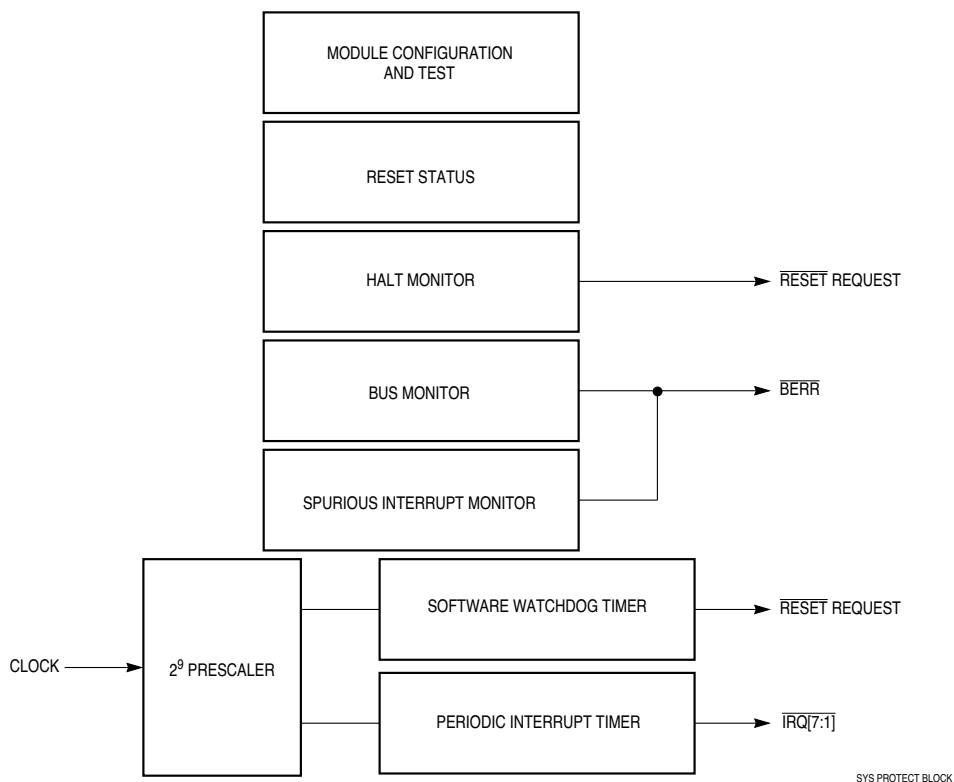 MODULE CONFIGURATION
AND TEST
RESET STATUS
HALT MONITOR
RESET REQUEST
BUS MONITOR
BERR
SPURIOUS INTERRUPT MONITOR
SOFTWARE WATCHDOG TIMER
RESET REQUEST
CLOCK
2⁹ PRESCALER
PERIODIC INTERRUPT TIMER
IRQ[7:1]
SYS PROTECT BLOCK